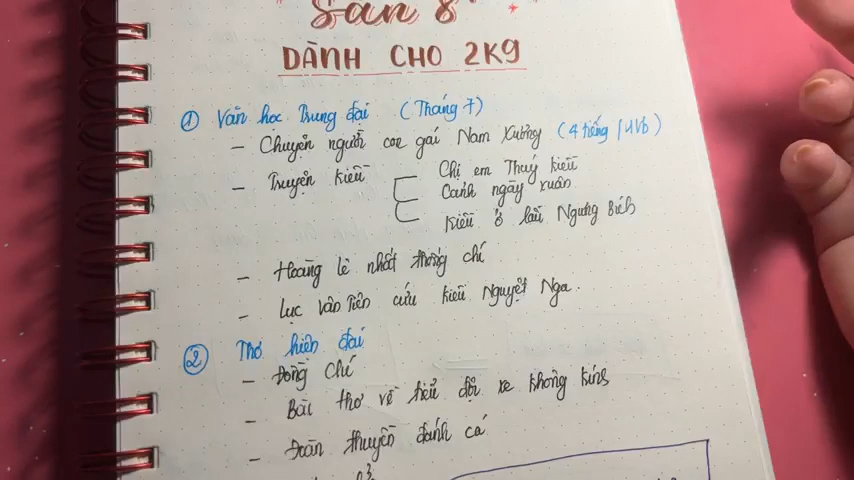 Săn 8+
DÀNH CHO 2K9
① Văn học Trung đại (Tháng 7)
- Chuyện người con gái Nam Xương (4 tiếng / 1Vb)
- Truyện Kiều
Chị em Thuý Kiều
Cảnh ngày xuân
Kiều ở lầu Ngưng Bích
- Hoàng lê nhất thống chí
- Lục Vân Tiên cứu Kiều Nguyệt Nga.
② Thơ hiện đại
- Đồng chí
- Bài thơ về tiểu đội xe không kính
- Đoàn thuyền đánh cá